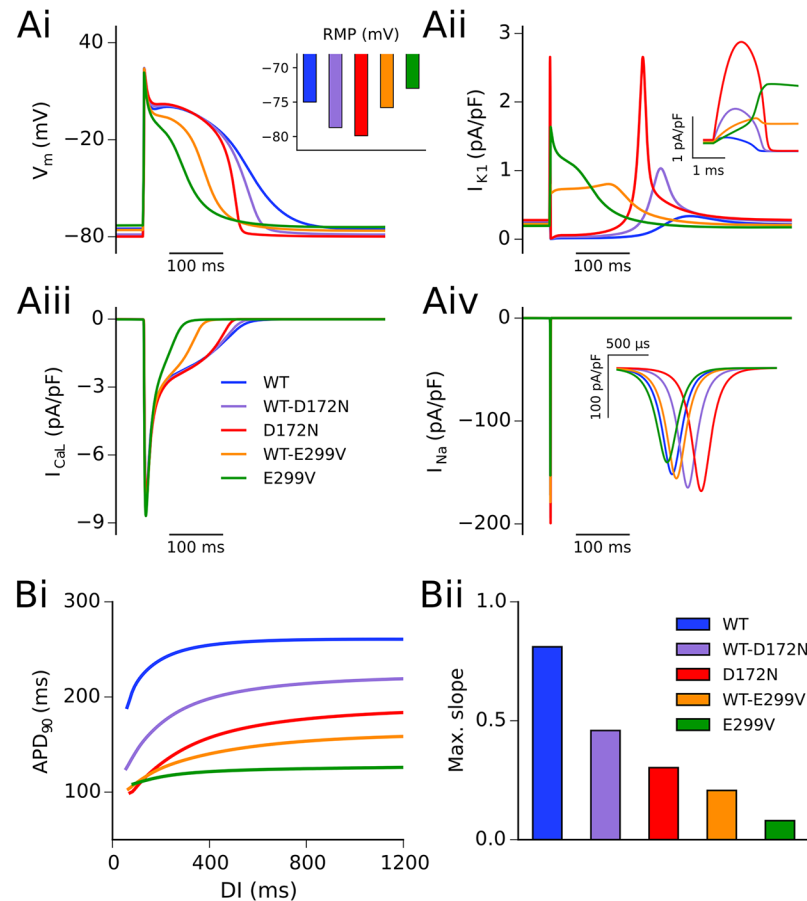 Ai
40
−20
−80
Vm (mV)
RMP (mV)
−70
−75
−80
100 ms
Aii
3
2
1
0
IK1 (pA/pF)
1 pA/pF
1 ms
100 ms
Aiii
0
−3
−6
−9
ICaL (pA/pF)
WT
WT-D172N
D172N
WT-E299V
E299V
100 ms
Aiv
0
−100
−200
INa (pA/pF)
500 µs
100 pA/pF
100 ms
Bi
300
200
100
APD90 (ms)
0
400
800
1200
DI (ms)
Bii
1.0
0.5
0.0
Max. slope
WT
WT-D172N
D172N
WT-E299V
E299V